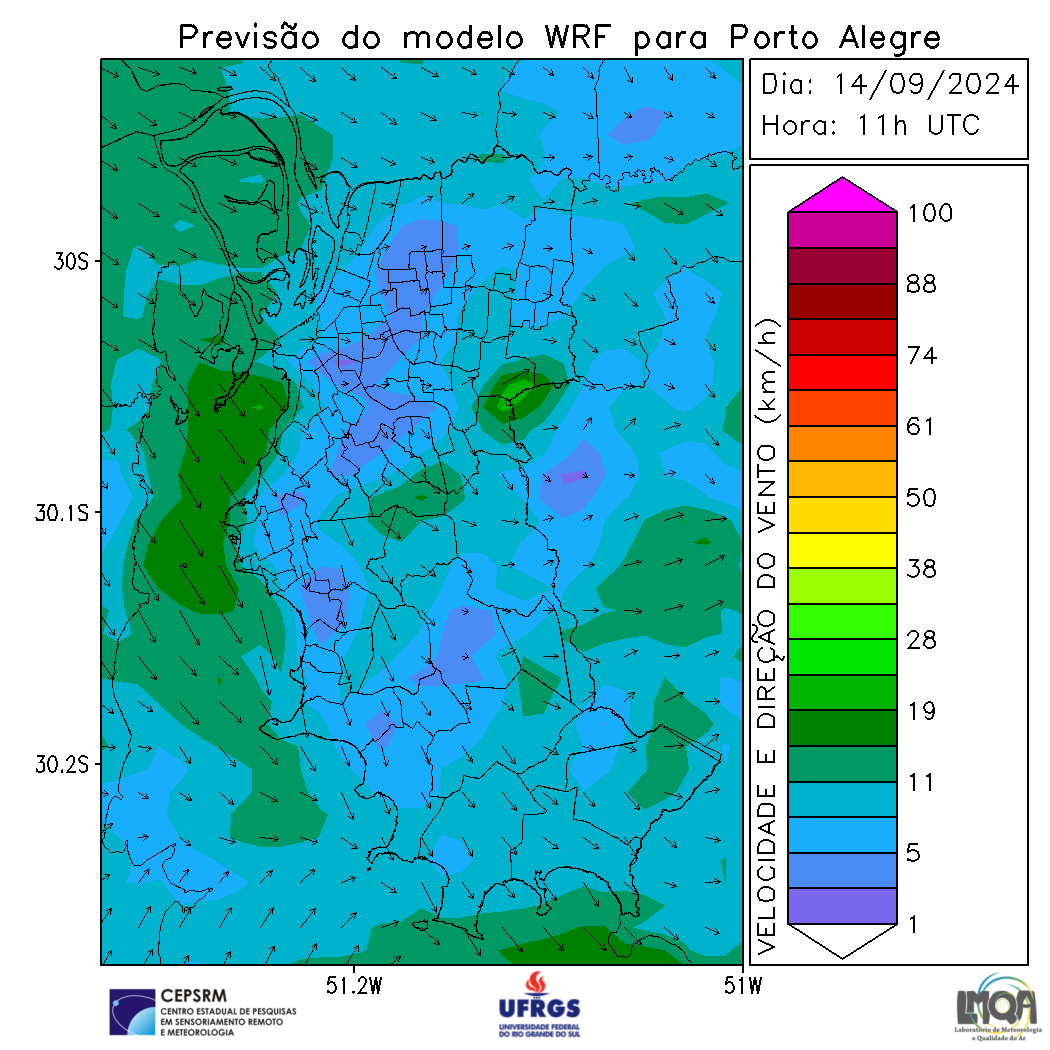 Previsão do modelo WRF para Porto Alegre
Dia: 14/09/2024
Hora: 11h UTC
30S
30.1S
30.2S
51.2W
51W
VELOCIDADE E DIREÇÃO DO VENTO (km/h)
100
88
74
61
50
38
28
19
11
5
1
CEPSRM
CENTRO ESTADUAL DE PESQUISAS
EM SENSORIAMENTO REMOTO
E METEOROLOGIA
UFRGS
UNIVERSIDADE FEDERAL
DO RIO GRANDE DO SUL
LMQA
Laboratório de Meteorologia
e Qualidade do Ar